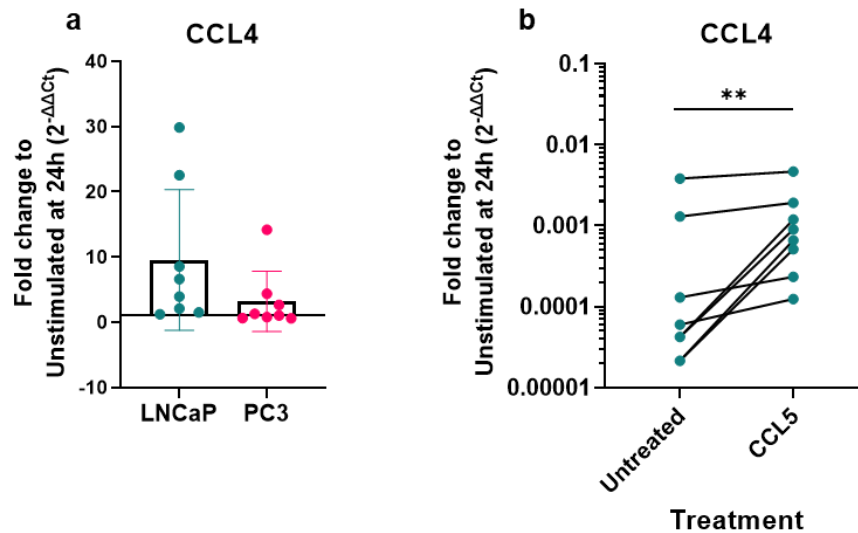 a
CCL4
Fold change to
Unstimulated at 24h (2^-ΔΔCt)
40
30
20
10
0
-10
LNCaP
PC3
b
CCL4
Fold change to
Unstimulated at 24h (2^-ΔΔCt)
0.1
0.01
0.001
0.0001
0.00001
**
Untreated
CCL5
Treatment